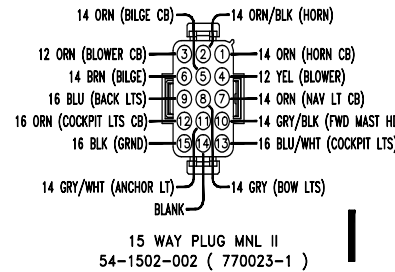 14 ORN (BILGE CB) 14 ORN/BLK (HORN)
12 ORN (BLOWER CB) 3 2 1 14 ORN (HORN CB)
14 BRN (BILGE) 6 5 4 12 YEL (BLOWER)
16 BLU (BACK LTS) 9 8 7 14 ORN (NAV LT CB)
16 ORN (COCKPIT LTS CB) 12 11 10 14 GRY/BLK (FWD MAST HD
16 BLK (GRND) 15 14 13 16 BLU/WHT (COCKPIT LTS)
14 GRY/WHT (ANCHOR LT) 14 GRY (BOW LTS)
BLANK
15 WAY PLUG MNL II
54-1502-002 ( 770023-1 )